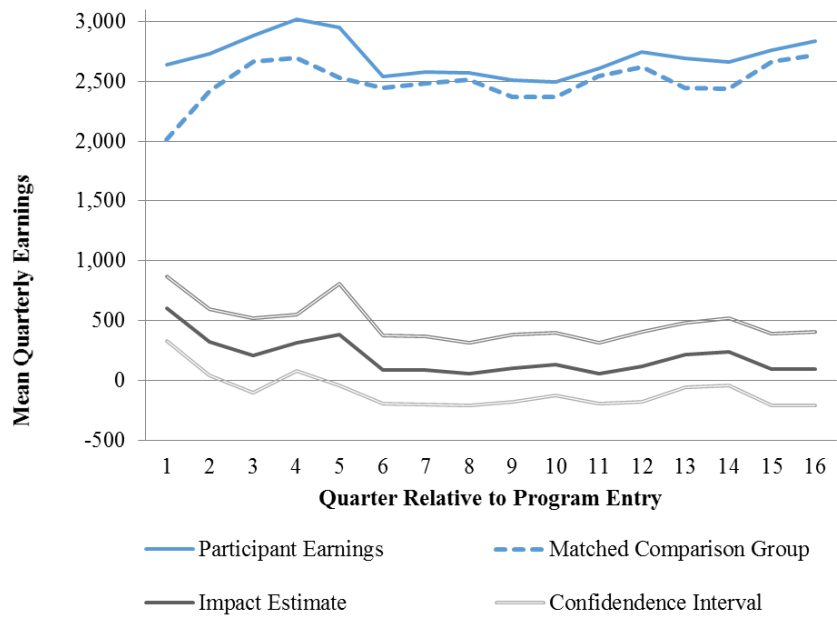 3,000
2,500
2,000
1,500
1,000
500
0
-500
Mean Quarterly Earnings
1 2 3 4 5 6 7 8 9 10 11 12 13 14 15 16
Quarter Relative to Program Entry
Participant Earnings Matched Comparison Group
Impact Estimate Confidendence Interval